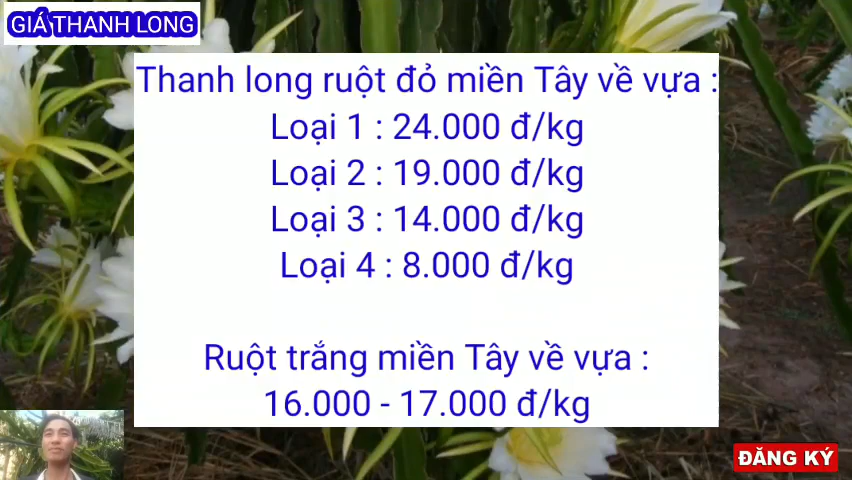 GIÁ THANH LONG
Thanh long ruột đỏ miền Tây về vựa :
Loại 1 : 24.000 đ/kg
Loại 2 : 19.000 đ/kg
Loại 3 : 14.000 đ/kg
Loại 4 : 8.000 đ/kg
Ruột trắng miền Tây về vựa :
16.000 - 17.000 đ/kg
ĐĂNG KÝ